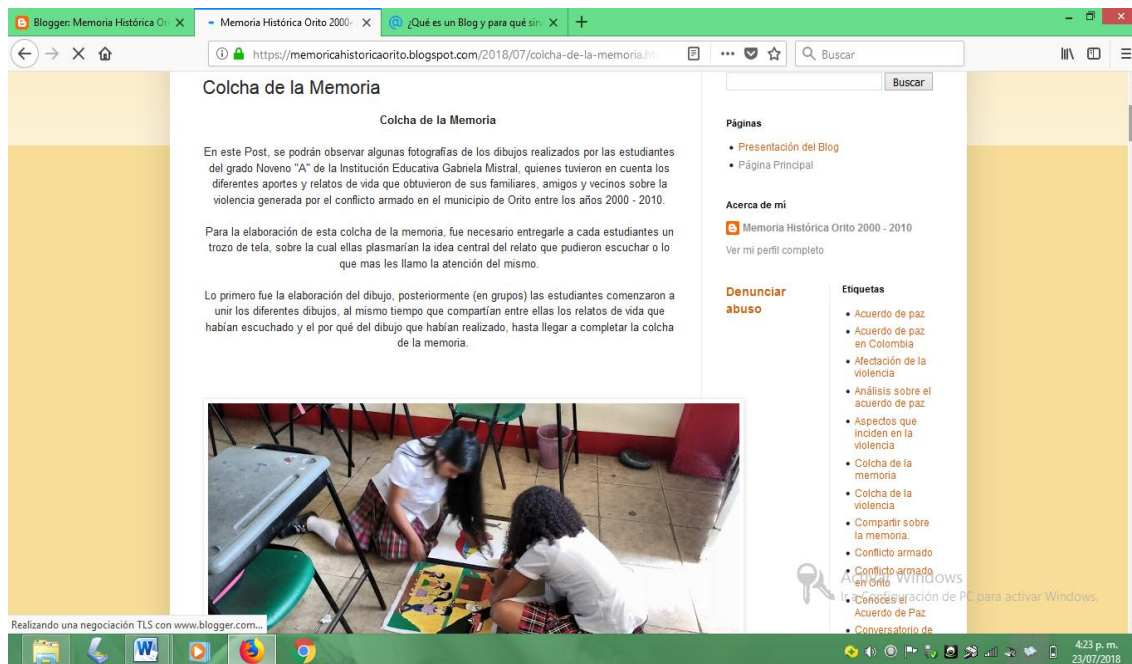 Blogger: Memoria Histórica Ori
Memoria Histórica Orito 2000-
¿Qué es un Blog y para qué sirv
https://memoricahistoricaorito.blogspot.com/2018/07/colcha-de-la-memoria.ht
Buscar
Colcha de la Memoria
Colcha de la Memoria
En este Post, se podrán observar algunas fotografías de los dibujos realizados por las estudiantes
del grado Noveno "A" de la Institución Educativa Gabriela Mistral, quienes tuvieron en cuenta los
diferentes aportes y relatos de vida que obtuvieron de sus familiares, amigos y vecinos sobre la
violencia generada por el conflicto armado en el municipio de Orito entre los años 2000 - 2010.
Para la elaboración de esta colcha de la memoria, fue necesario entregarle a cada estudiantes un
trozo de tela, sobre la cual ellas plasmarían la idea central del relato que pudieron escuchar o lo
que mas les llamo la atención del mismo.
Lo primero fue la elaboración del dibujo, posteriormente (en grupos) las estudiantes comenzaron a
unir los diferentes dibujos, al mismo tiempo que compartían entre ellas los relatos de vida que
habían escuchado y el por qué del dibujo que habían realizado, hasta llegar a completar la colcha
de la memoria.
Buscar
Páginas
Presentación del Blog
Página Principal
Acerca de mi
Memoria Histórica Orito 2000 - 2010
Ver mi perfil completo
Denunciar
abuso
Etiquetas
Acuerdo de paz
Acuerdo de paz
en Colombia
Afectación de la
violencia
Análisis sobre el
acuerdo de paz
Aspectos que
inciden en la
violencia
Colcha de la
memoria
Colcha de la
violencia
Compartir sobre
la memoria.
Conflicto armado
Conflicto armado
en Orito
Conoces el
Acuerdo de Paz
Conversatorio de
Activar Windows
Ir a Configuración de PC para activar Windows.
Realizando una negociación TLS con www.blogger.com...
4:23 p. m.
23/07/2018